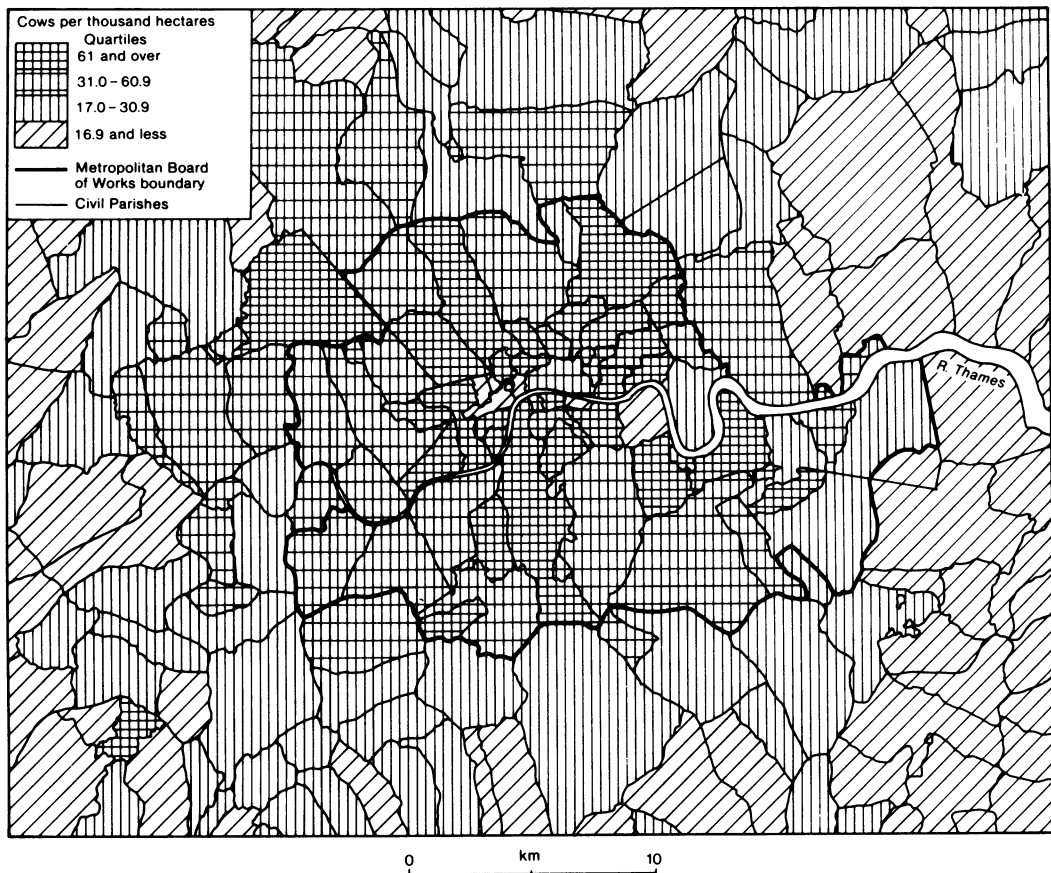 Cows per thousand hectares
Quartiles
61 and over
31.0 – 60.9
17.0 – 30.9
16.9 and less
Metropolitan Board
of Works boundary
Civil Parishes
R. Thames
0 km 10